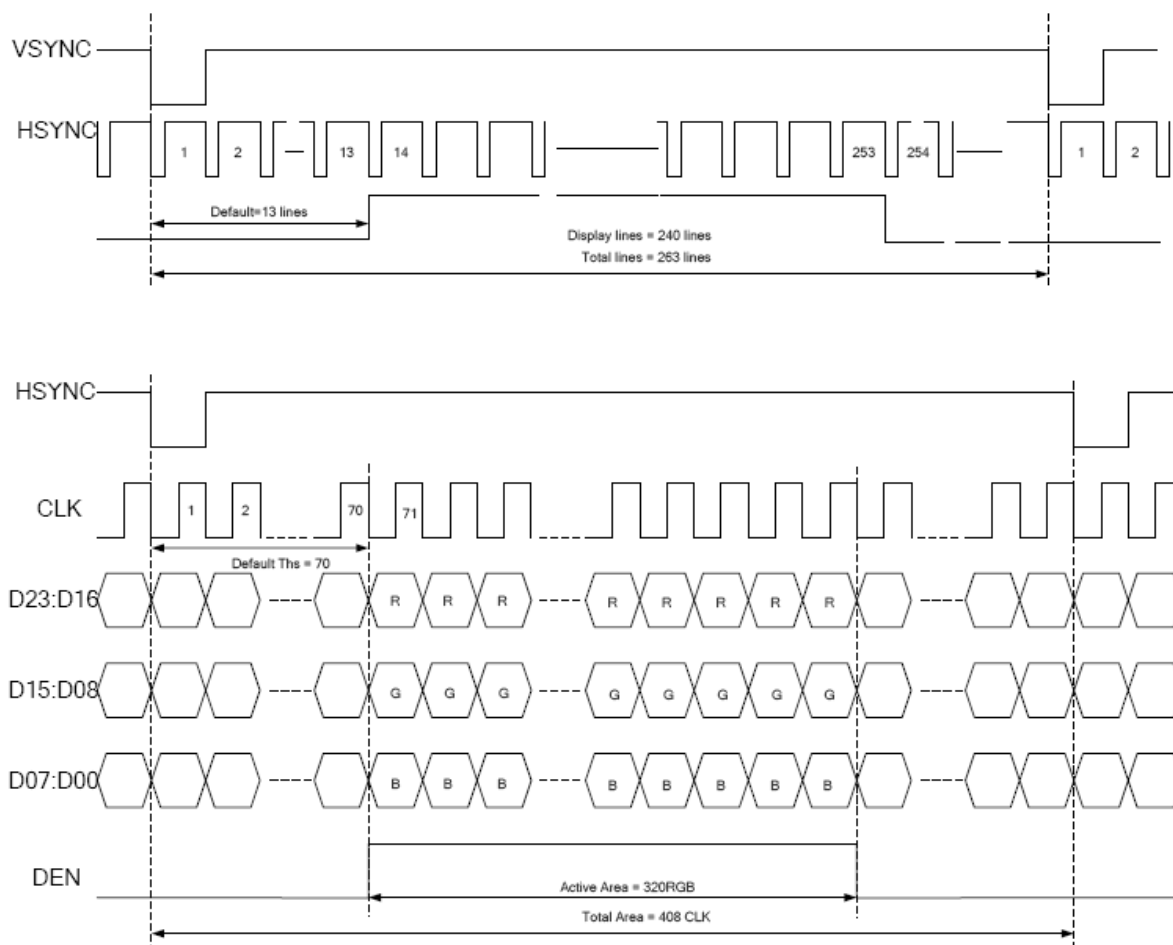 VSYNC
HSYNC
1 2 13 14 253 254 1 2
Default=13 lines
Display lines = 240 lines
Total lines = 263 lines
HSYNC
CLK
1 2 70 71
Default Ths = 70
D23:D16
R R R R R R R R
D15:D08
G G G G G G G G
D07:D00
B B B B B B B B
DEN
Active Area = 320RGB
Total Area = 408 CLK